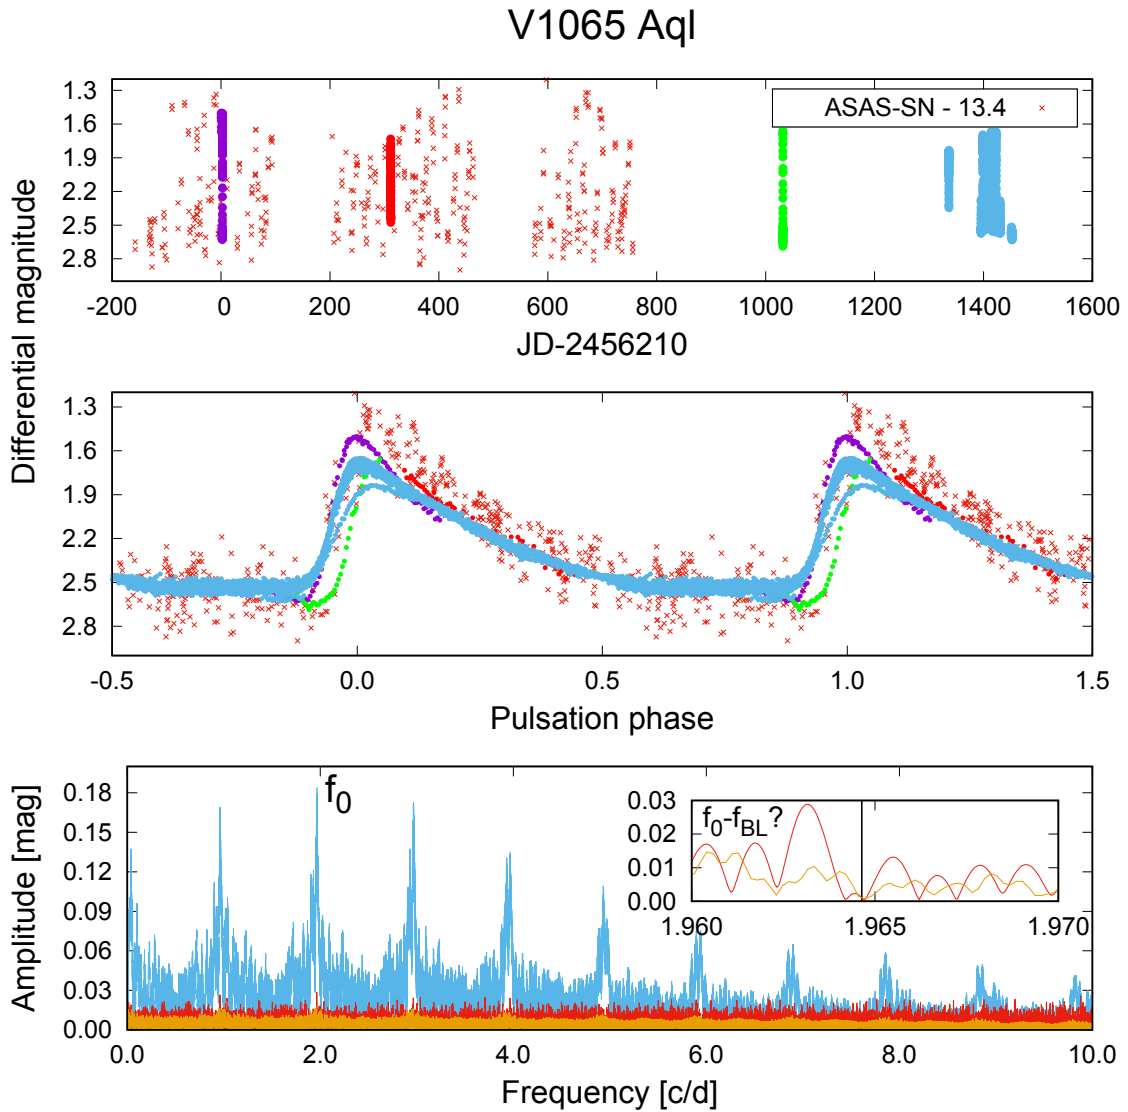 V1065 Aql
Differential magnitude
1.3
1.6
1.9
2.2
2.5
2.8
ASAS-SN - 13.4
-200 0 200 400 600 800 1000 1200 1400 1600
JD-2456210
1.3
1.6
1.9
2.2
2.5
2.8
-0.5 0.0 0.5 1.0 1.5
Pulsation phase
Amplitude [mag]
0.18
0.15
0.12
0.09
0.06
0.03
0.00
f0
0.03
0.02
0.01
0.00
f0-fBL?
1.960 1.965 1.970
0.0 2.0 4.0 6.0 8.0 10.0
Frequency [c/d]